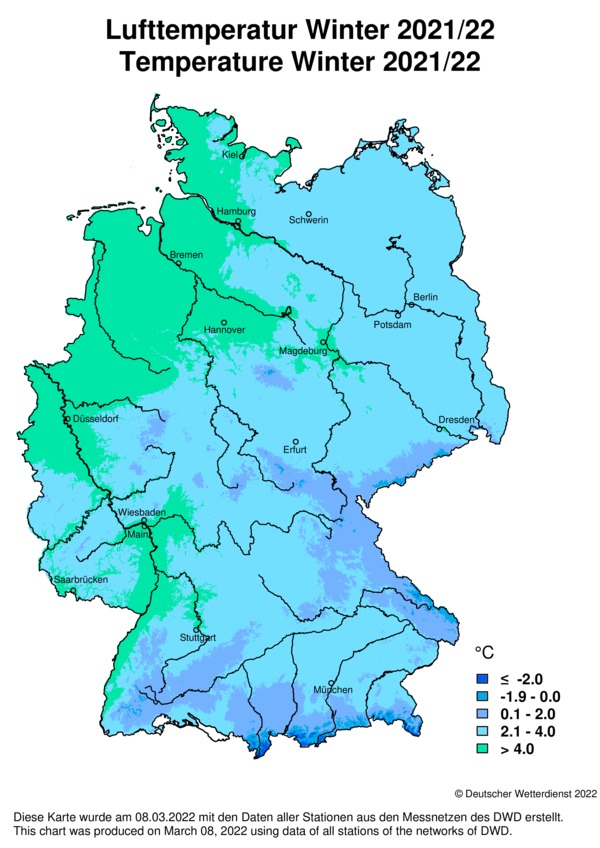 Lufttemperatur Winter 2021/22
Temperature Winter 2021/22
Kiel
Hamburg
Schwerin
Bremen
Berlin
Potsdam
Hannover
Magdeburg
Düsseldorf
Dresden
Erfurt
Wiesbaden
Mainz
Saarbrücken
Stuttgart
München
°C
≤ -2.0
-1.9 - 0.0
0.1 - 2.0
2.1 - 4.0
> 4.0
© Deutscher Wetterdienst 2022
Diese Karte wurde am 08.03.2022 mit den Daten aller Stationen aus den Messnetzen des DWD erstellt.
This chart was produced on March 08, 2022 using data of all stations of the networks of DWD.